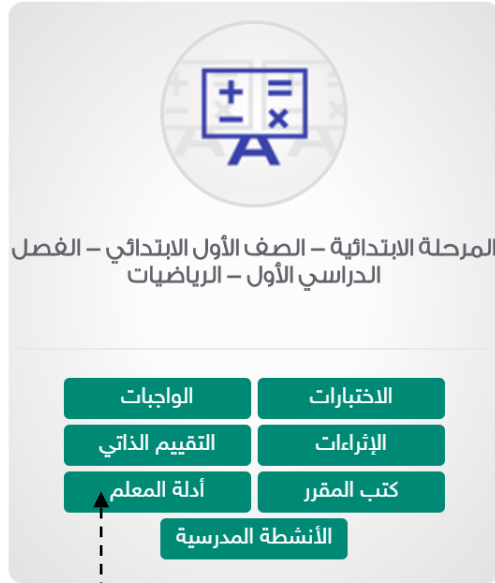 المرحلة الابتدائية – الصف الأول الابتدائي – الفصل
الدراسي الأول – الرياضيات
الاختبارات
الواجبات
الإثراءات
التقييم الذاتي
كتب المقرر
أدلة المعلم
الأنشطة المدرسية